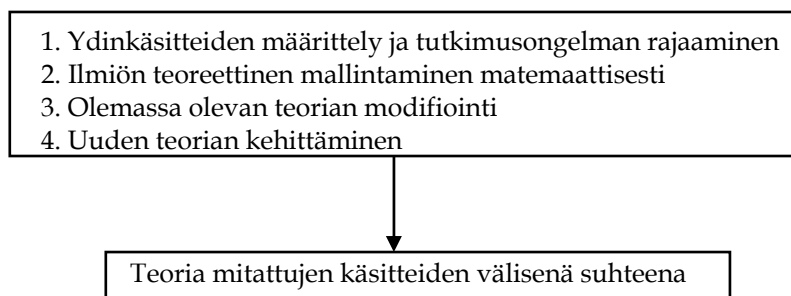 1. Ydinkäsitteiden määrittely ja tutkimusongelman rajaaminen
2. Ilmiön teoreettinen mallintaminen matemaattisesti
3. Olemassa olevan teorian modifiointi
4. Uuden teorian kehittäminen
Teoria mitattujen käsitteiden välisenä suhteena